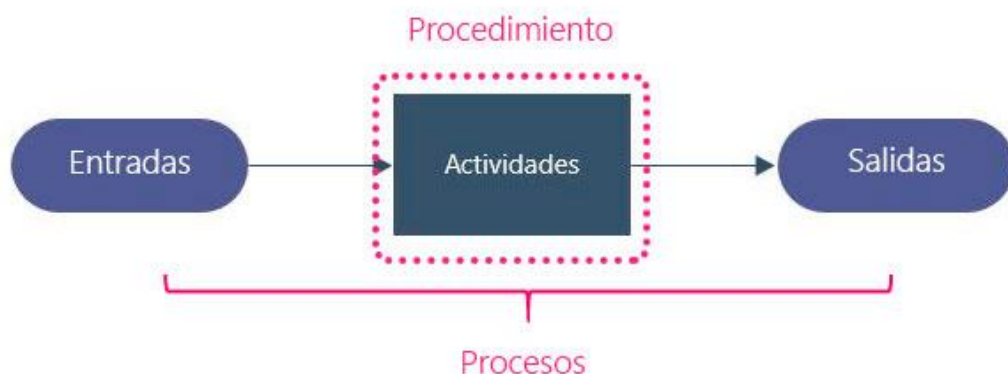 Procedimiento
Entradas
Actividades
Salidas
Procesos